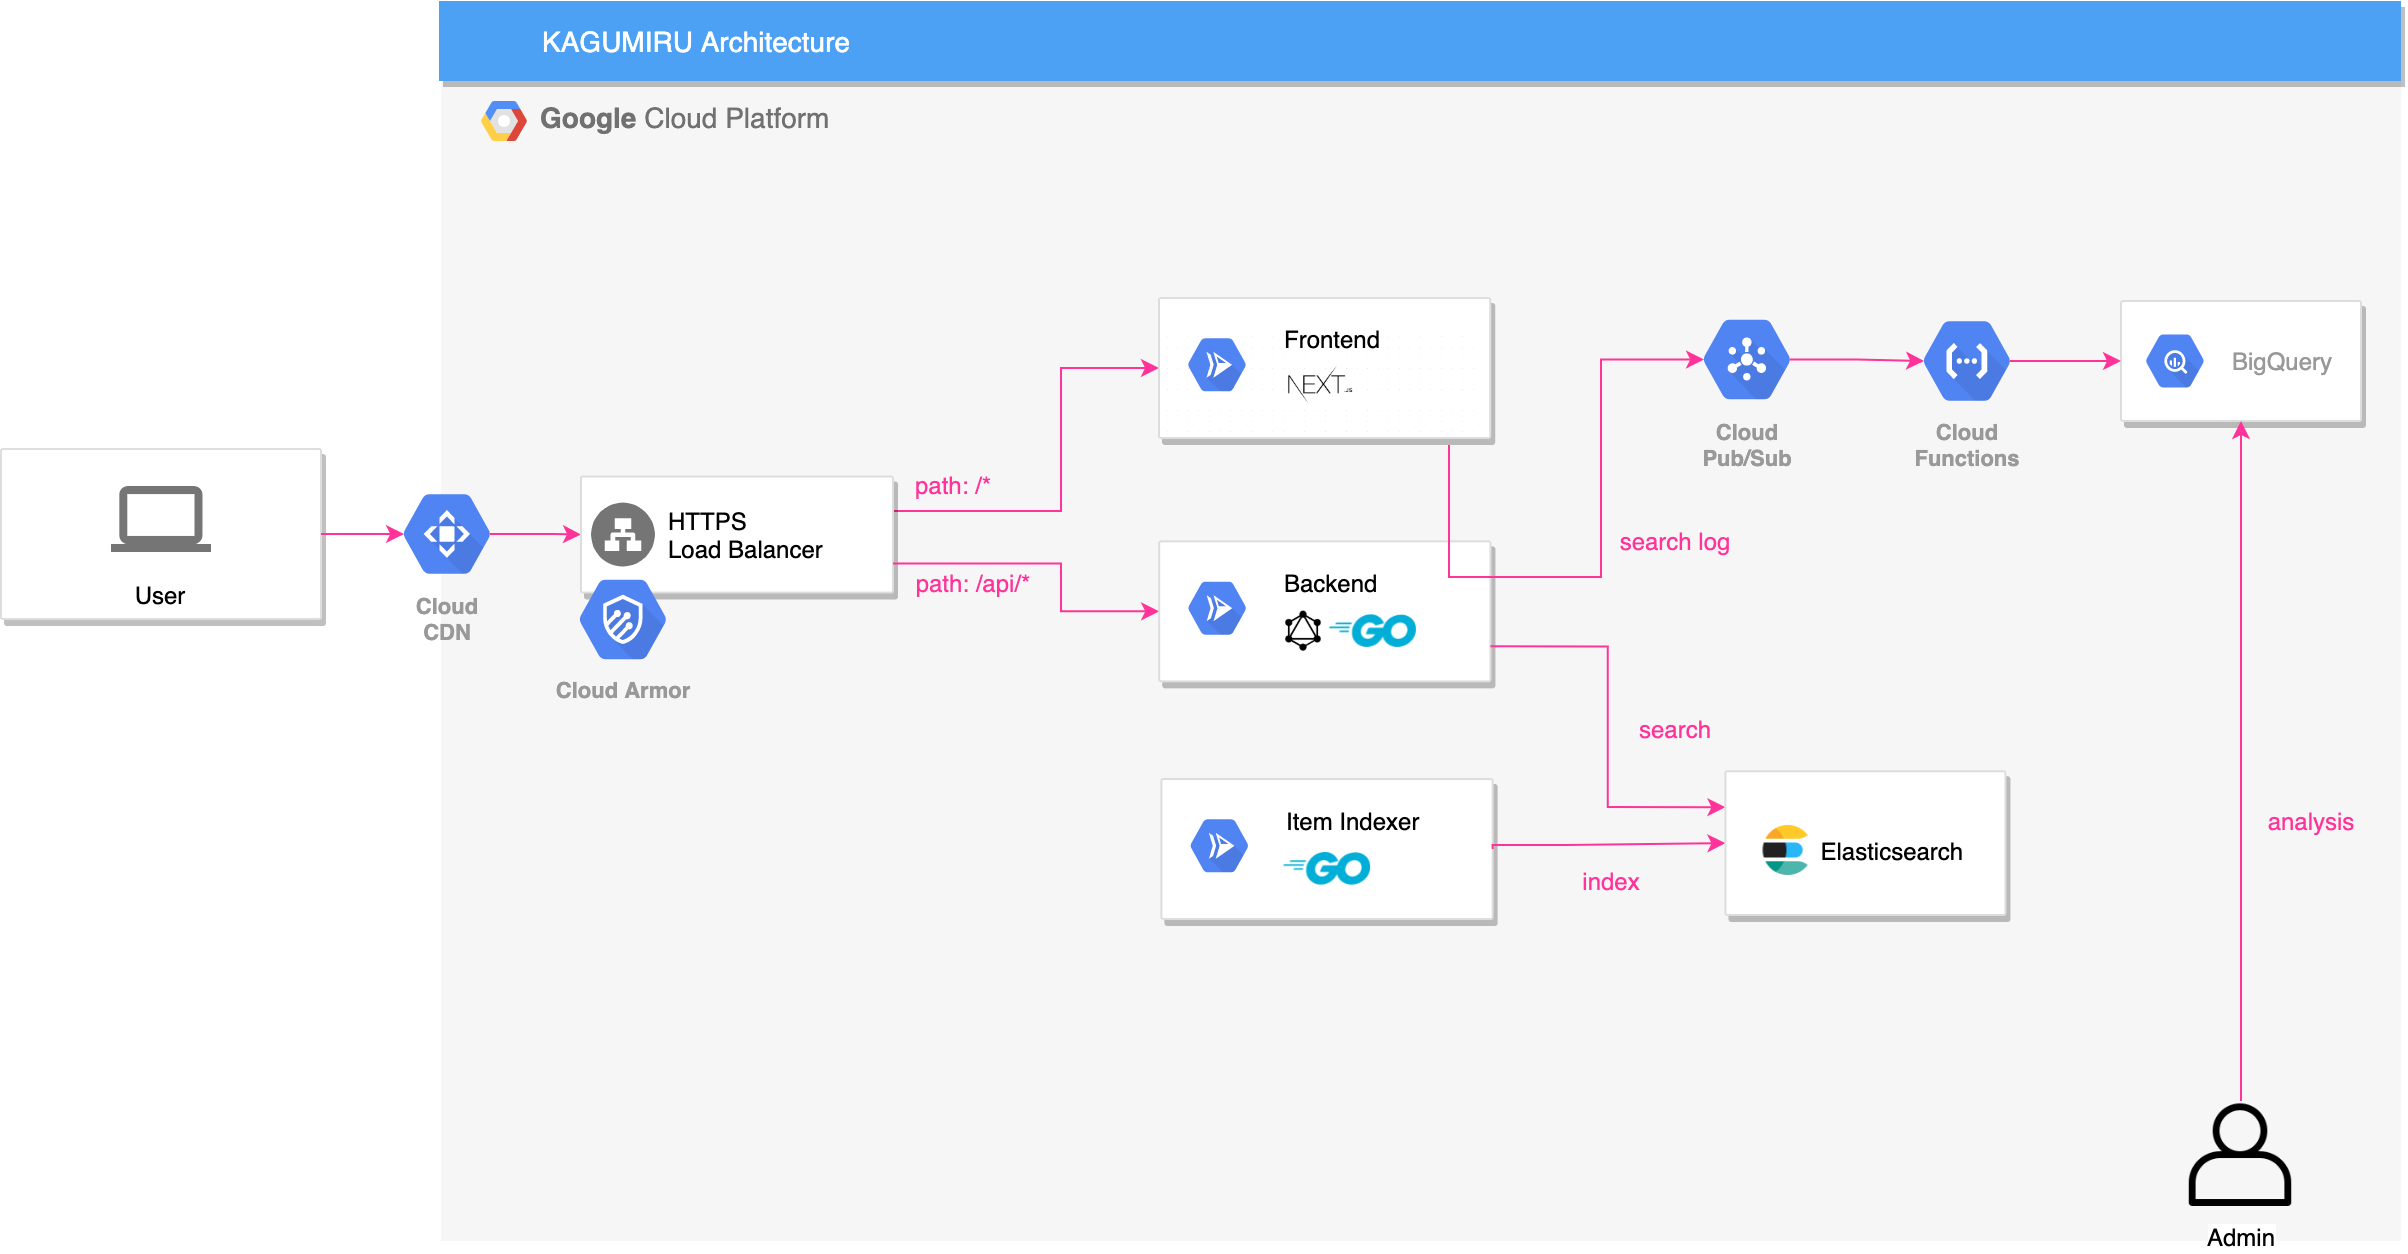 KAGUMIRU Architecture
Google Cloud Platform
User
Cloud
CDN
HTTPS
Load Balancer
Cloud Armor
path: /*
path: /api/*
Frontend
NEXT.JS
Backend
GO
Item Indexer
GO
search log
search
index
Cloud
Pub/Sub
Cloud
Functions
BigQuery
Elasticsearch
analysis
Admin